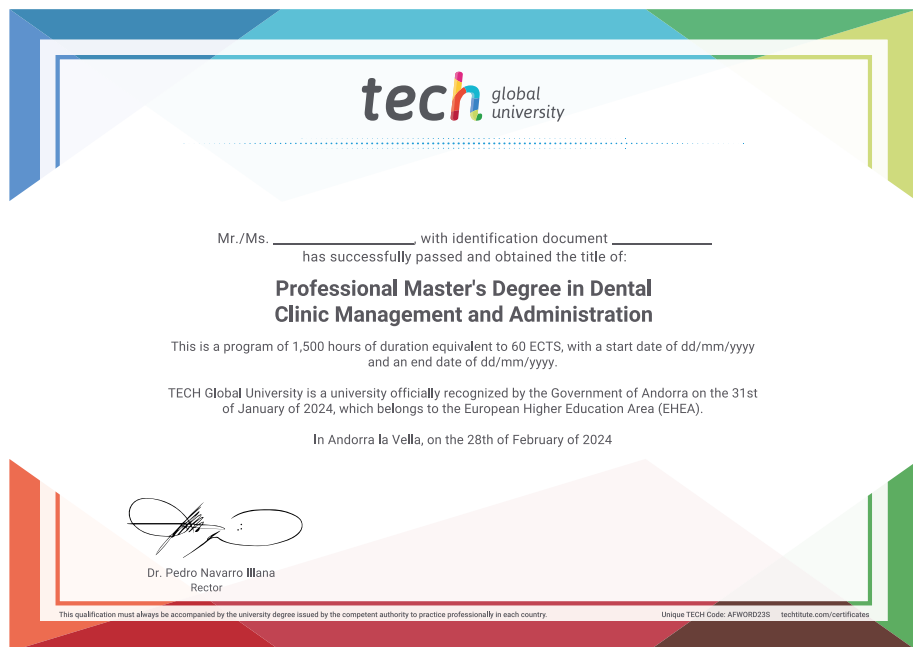 tech global
university
Mr./Ms. ________________, with identification document ___________
has successfully passed and obtained the title of:
Professional Master's Degree in Dental
Clinic Management and Administration
This is a program of 1,500 hours of duration equivalent to 60 ECTS, with a start date of dd/mm/yyyy
and an end date of dd/mm/yyyy.
TECH Global University is a university officially recognized by the Government of Andorra on the 31st
of January of 2024, which belongs to the European Higher Education Area (EHEA).
In Andorra la Vella, on the 28th of February of 2024
Dr. Pedro Navarro Illana
Rector
This qualification must always be accompanied by the university degree issued by the competent authority to practice professionally in each country.
Unique TECH Code: AFWORD23S techtitute.com/certificates